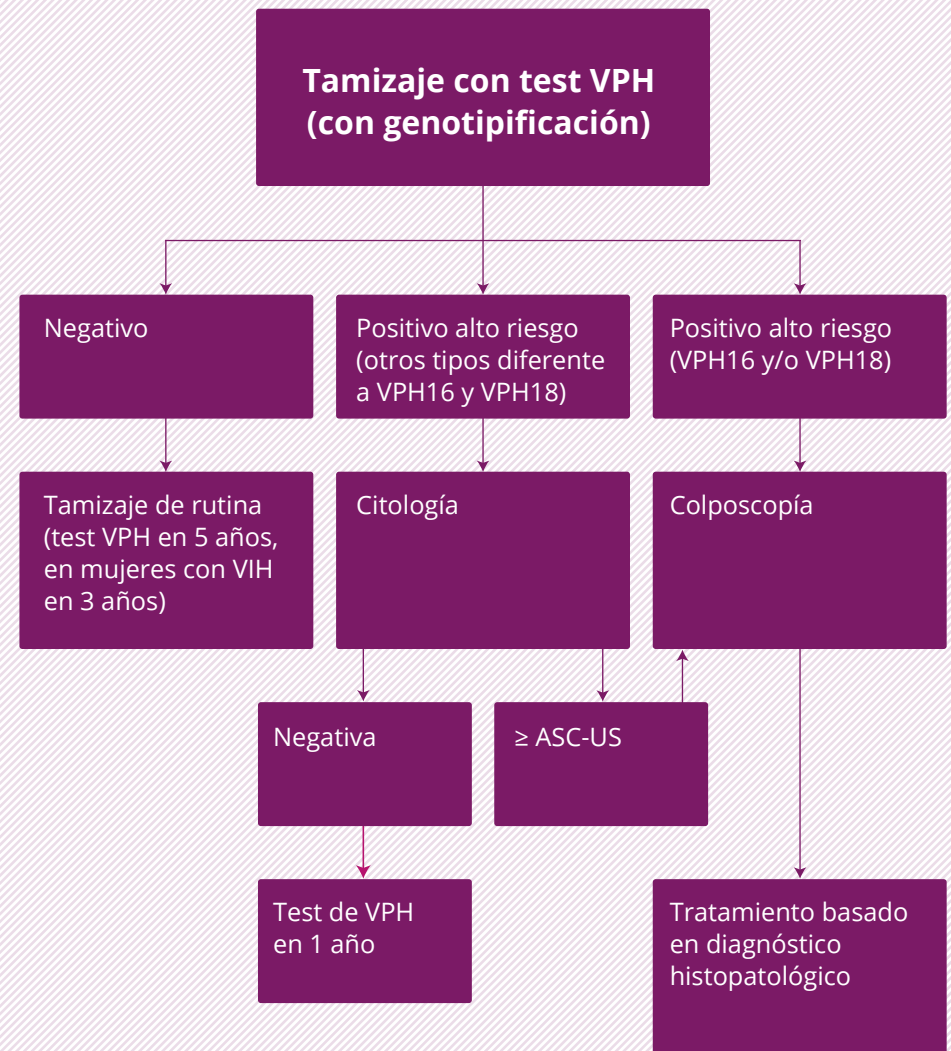 Tamizaje con test VPH
(con genotipificación)
Negativo
Positivo alto riesgo
(otros tipos diferente
a VPH16 y VPH18)
Positivo alto riesgo
(VPH16 y/o VPH18)
Tamizaje de rutina
(test VPH en 5 años,
en mujeres con VIH
en 3 años)
Citología
Colposcopía
Negativa
≥ ASC-US
Test de VPH
en 1 año
Tratamiento basado
en diagnóstico
histopatológico